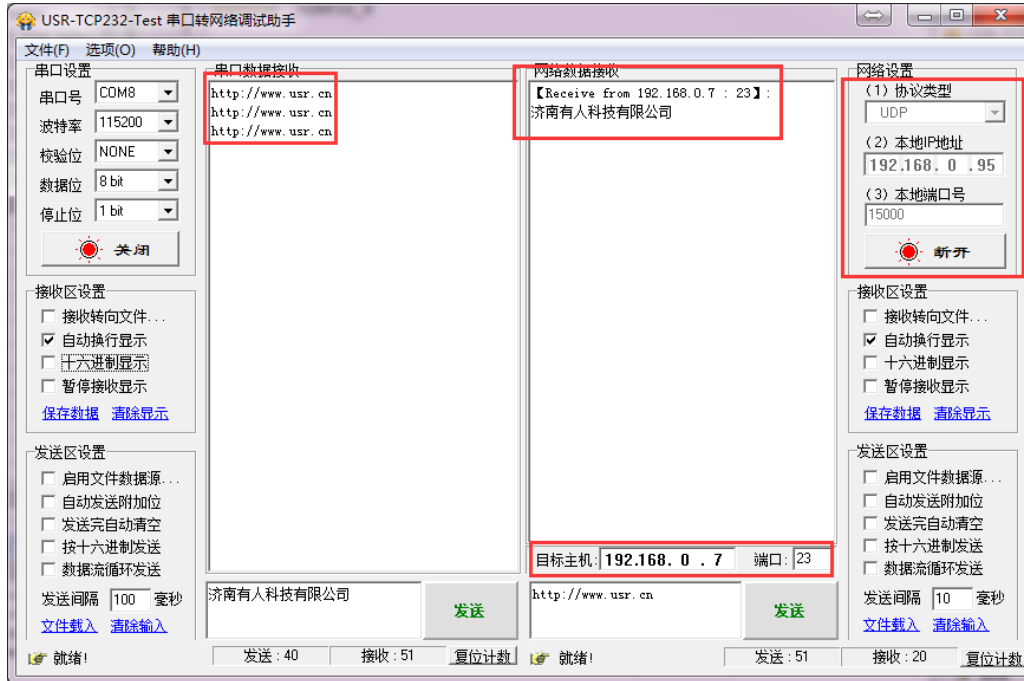 USR-TCP232-Test 串口转网络调试助手
文件(F) 选项(O) 帮助(H)
串口设置
串口号 COM8
波特率 115200
校验位 NONE
数据位 8 bit
停止位 1 bit
关闭
接收区设置
接收转向文件...
自动换行显示
十六进制显示
暂停接收显示
保存数据 清除显示
发送区设置
启用文件数据源...
自动发送附加位
发送完自动清空
按十六进制发送
数据流循环发送
发送间隔 100 毫秒
文件载入 清除输入
就绪!
串口数据接收
http://www.usr.cn
http://www.usr.cn
http://www.usr.cn
济南有人科技有限公司
发送
发送 : 40 接收 : 51 复位计数
网络数据接收
【Receive from 192.168.0.7 : 23】:
济南有人科技有限公司
目标主机: 192.168. 0 . 7 端口: 23
http://www.usr.cn
发送
就绪!
发送 : 51 接收 : 20 复位计数
网络设置
(1) 协议类型
UDP
(2) 本地IP地址
192.168. 0 .95
(3) 本地端口号
15000
断开
接收区设置
接收转向文件...
自动换行显示
十六进制显示
暂停接收显示
保存数据 清除显示
发送区设置
启用文件数据源...
自动发送附加位
发送完自动清空
按十六进制发送
数据流循环发送
发送间隔 10 毫秒
文件载入 清除输入